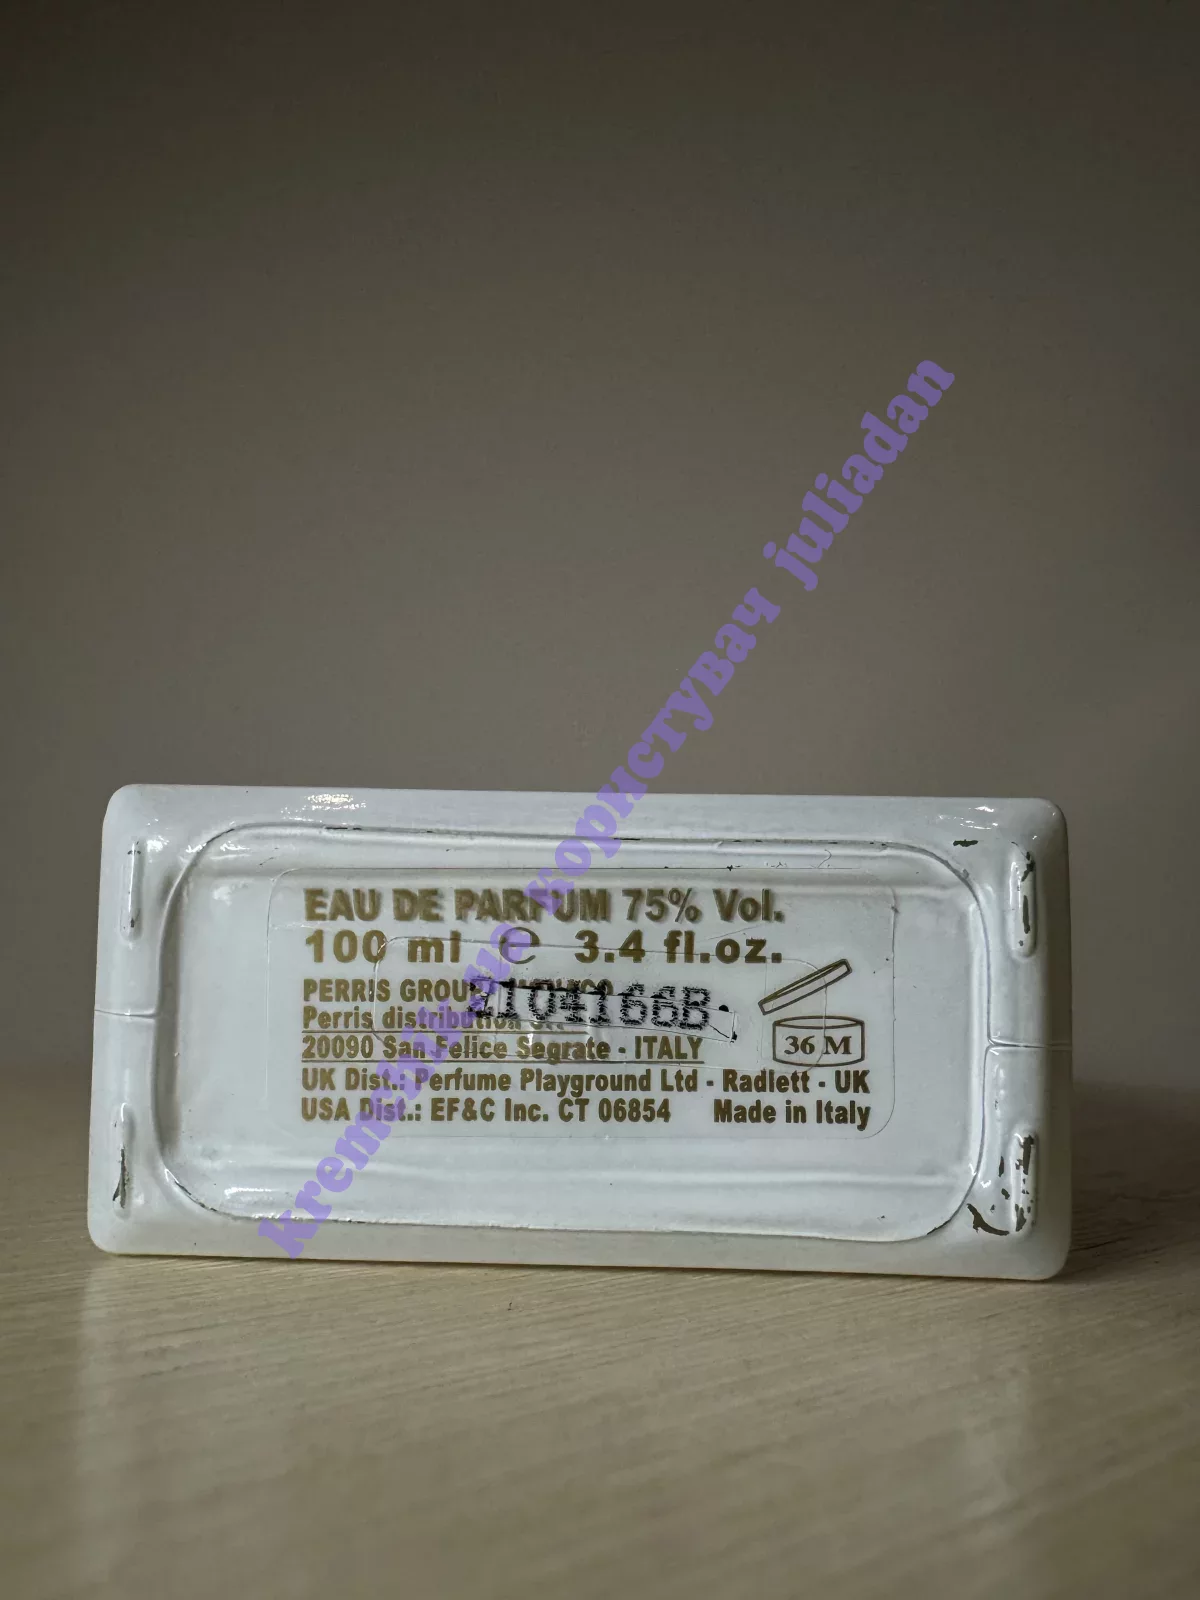 EAU DE PARFUM 75% Vol.
100 ml e 3.4 fl.oz.
PERRIS GROUP
2104166B
Perris distribution
20090 San Felice Segrate - ITALY
36 M
UK Dist.: Perfume Playground Ltd - Radlett - UK
USA Dist.: EF&C Inc. CT 06854 Made in Italy
користувач juliadan